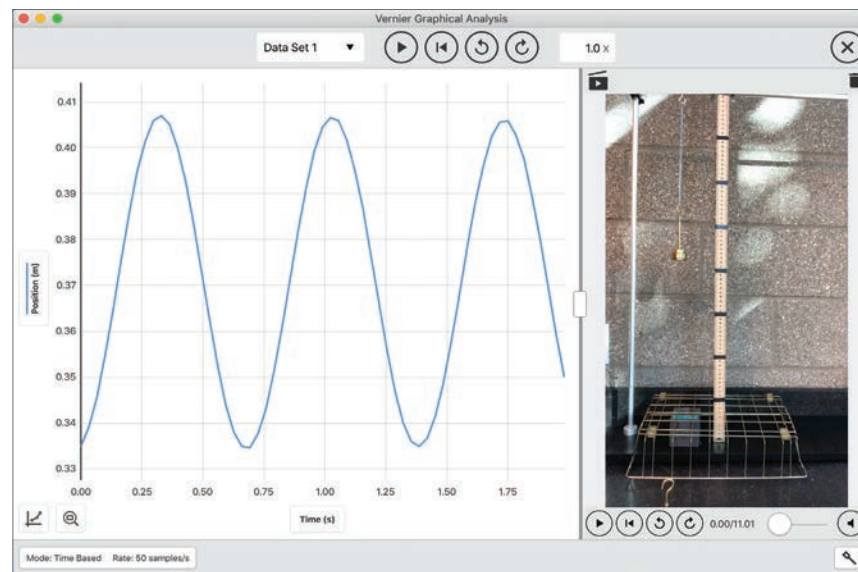 Vernier Graphical Analysis
Data Set 1
1.0 x
0.41
0.40
0.39
0.38
0.37
0.36
0.35
0.34
0.33
Position (m)
0.00 0.25 0.50 0.75 1.00 1.25 1.50 1.75
Time (s)
0.00/11.01
Mode: Time Based Rate: 50 samples/s